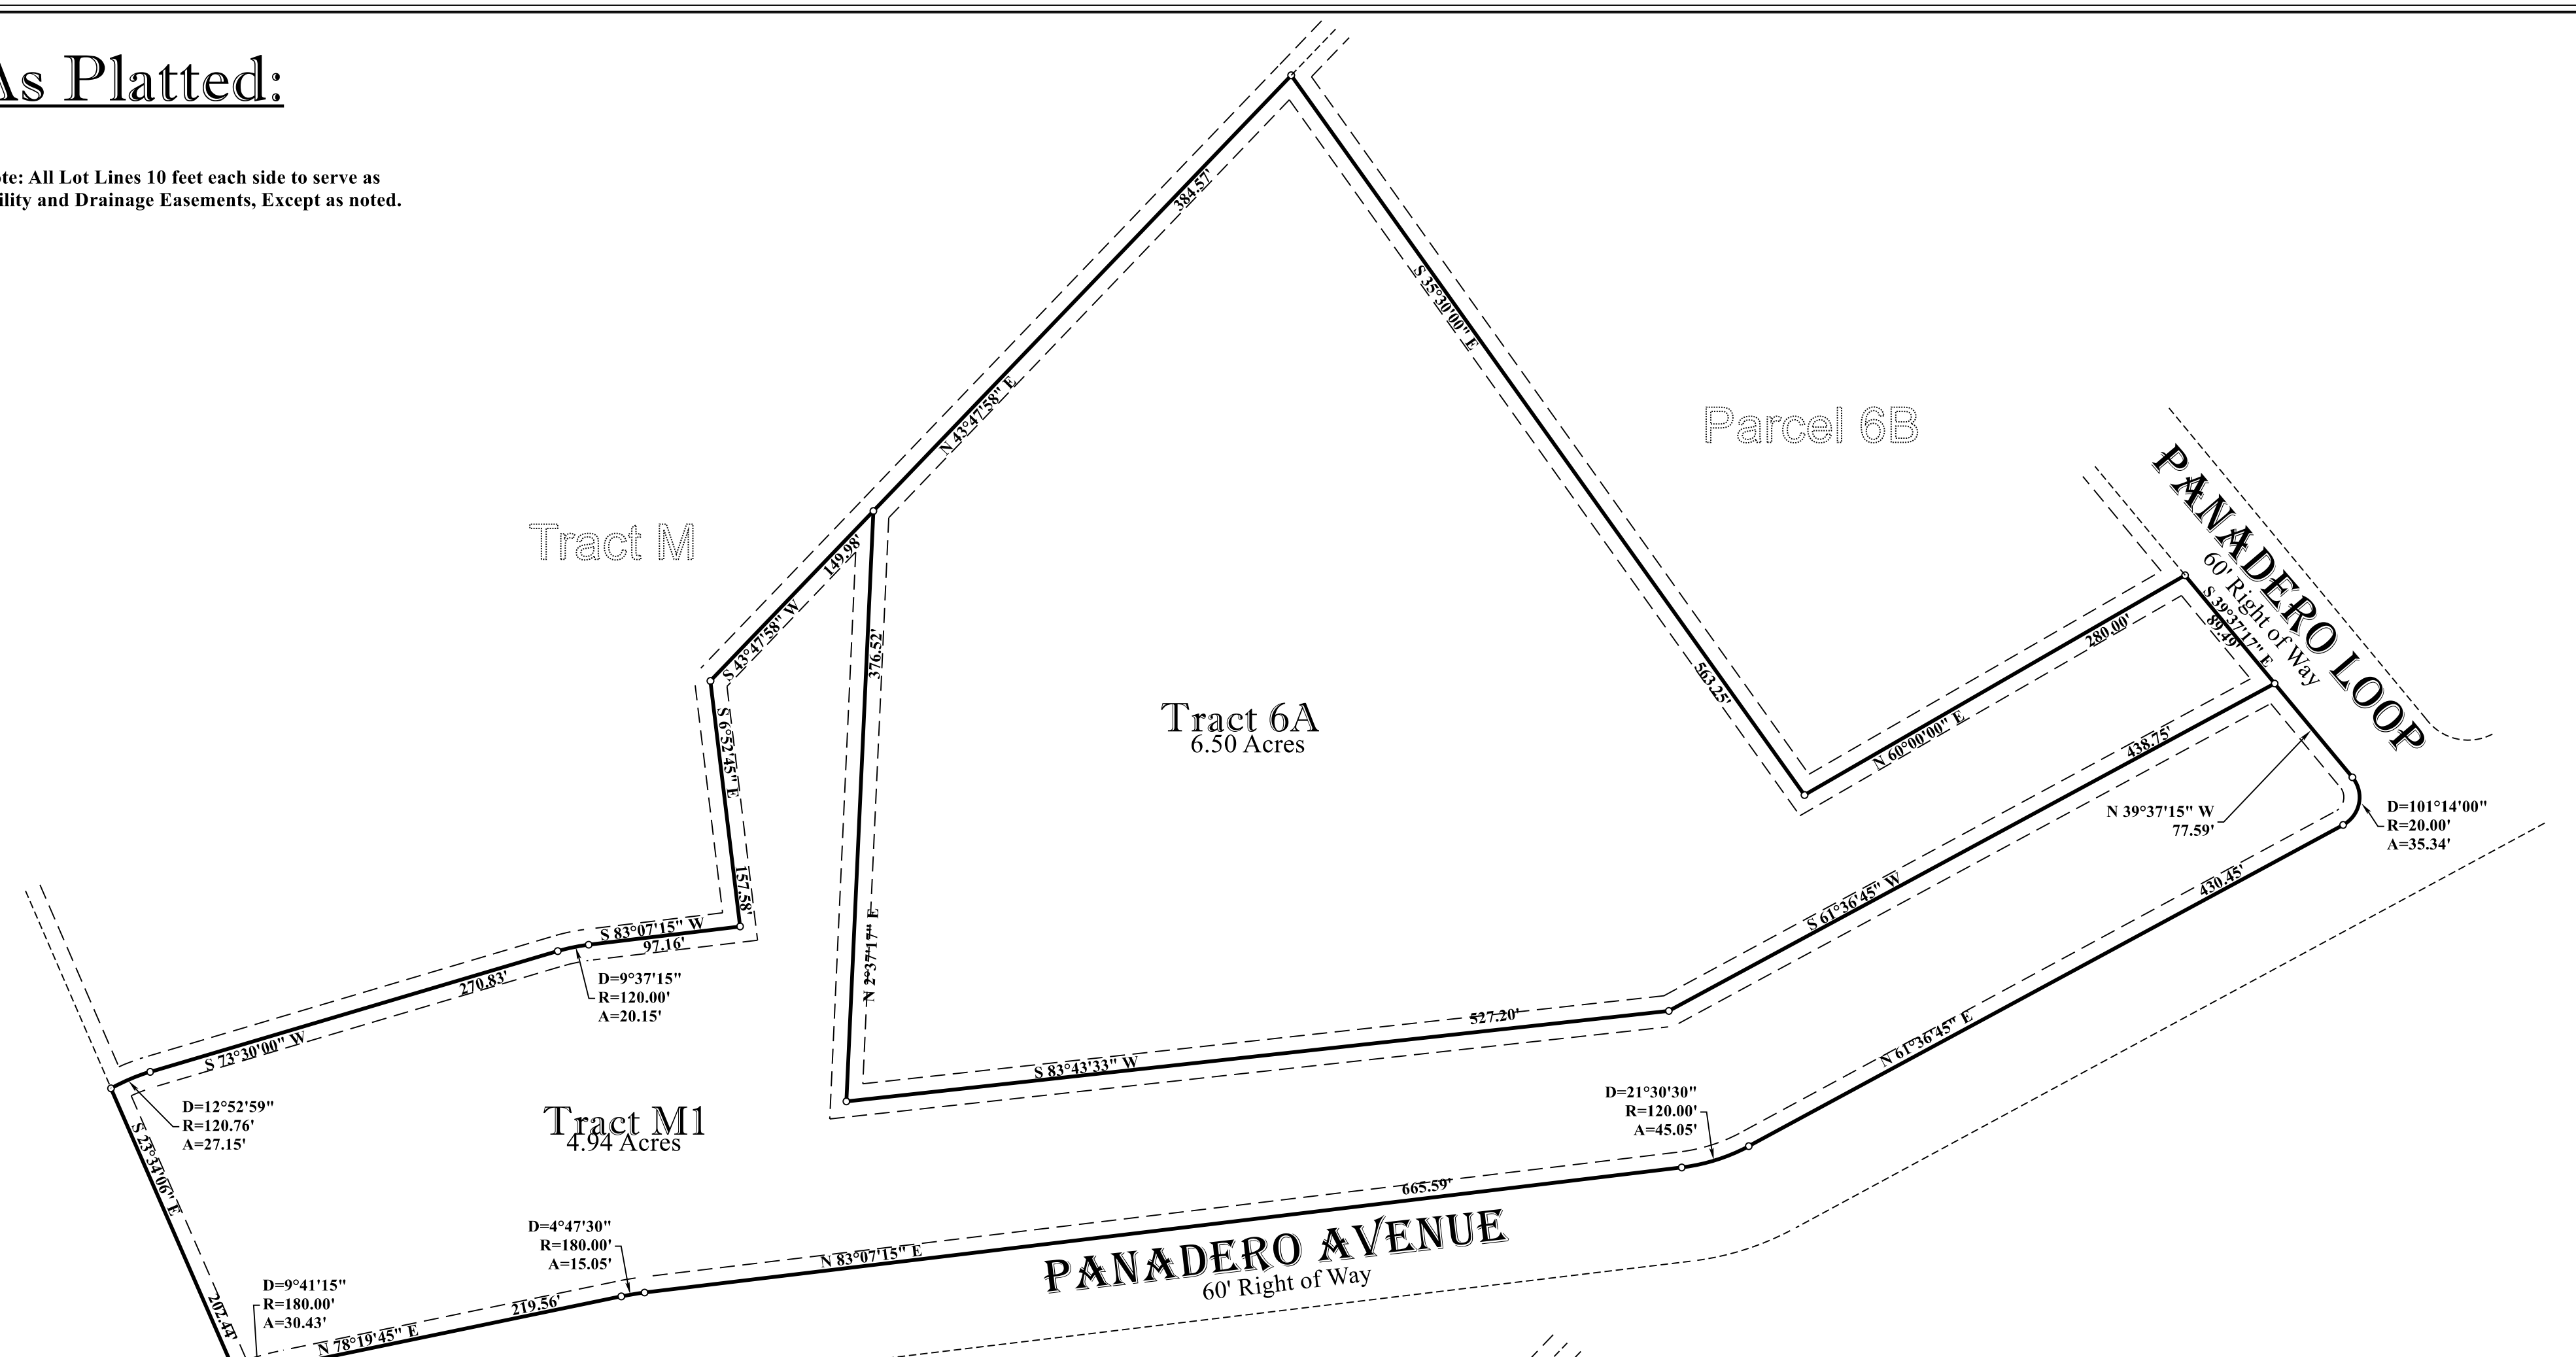 As Platted:
ote: All Lot Lines 10 feet each side to serve as
ility and Drainage Easements, Except as noted.
384.57'
N 43°47'58" E
S 35°30'00" E
563.25'
Parcel 6B
Tract M
149.98'
S 43°47'58" W
376.52'
N 2°37'17" E
S 6°52'45" E
157.58'
Tract 6A
6.50 Acres
PANADERO LOOP
60' Right of Way
S 39°37'17" E
89.49'
280.00'
N 60°00'00" E
438.75'
S 61°36'45" W
N 39°37'15" W
77.59'
D=101°14'00"
R=20.00'
A=35.34'
430.45'
N 61°36'45" E
S 83°07'15" W
97.16'
D=9°37'15"
R=120.00'
A=20.15'
270.83'
S 73°30'00" W
527.20'
S 83°43'33" W
D=12°52'59"
R=120.76'
A=27.15'
S 23°34'06" E
202.44'
Tract M1
4.94 Acres
D=21°30'30"
R=120.00'
A=45.05'
665.59'
N 83°07'15" E
PANADERO AVENUE
60' Right of Way
D=4°47'30"
R=180.00'
A=15.05'
219.56'
N 78°19'45" E
D=9°41'15"
R=180.00'
A=30.43'